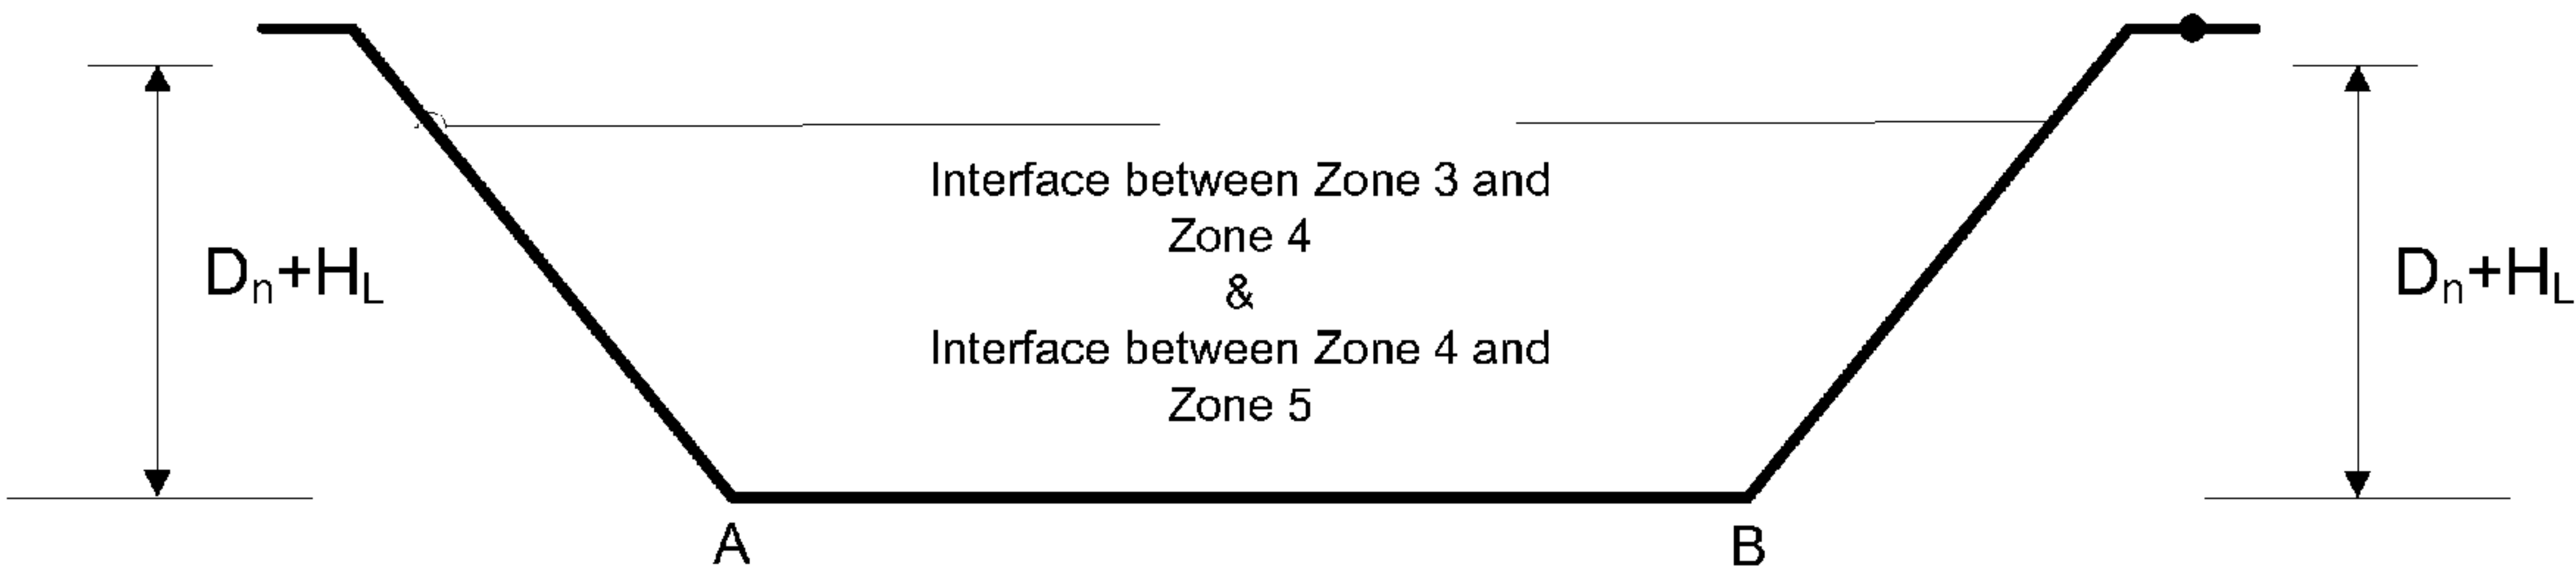 Interface between Zone 3 and
Zone 4
&
Interface between Zone 4 and
Zone 5
Dn+HL
Dn+HL
A
B